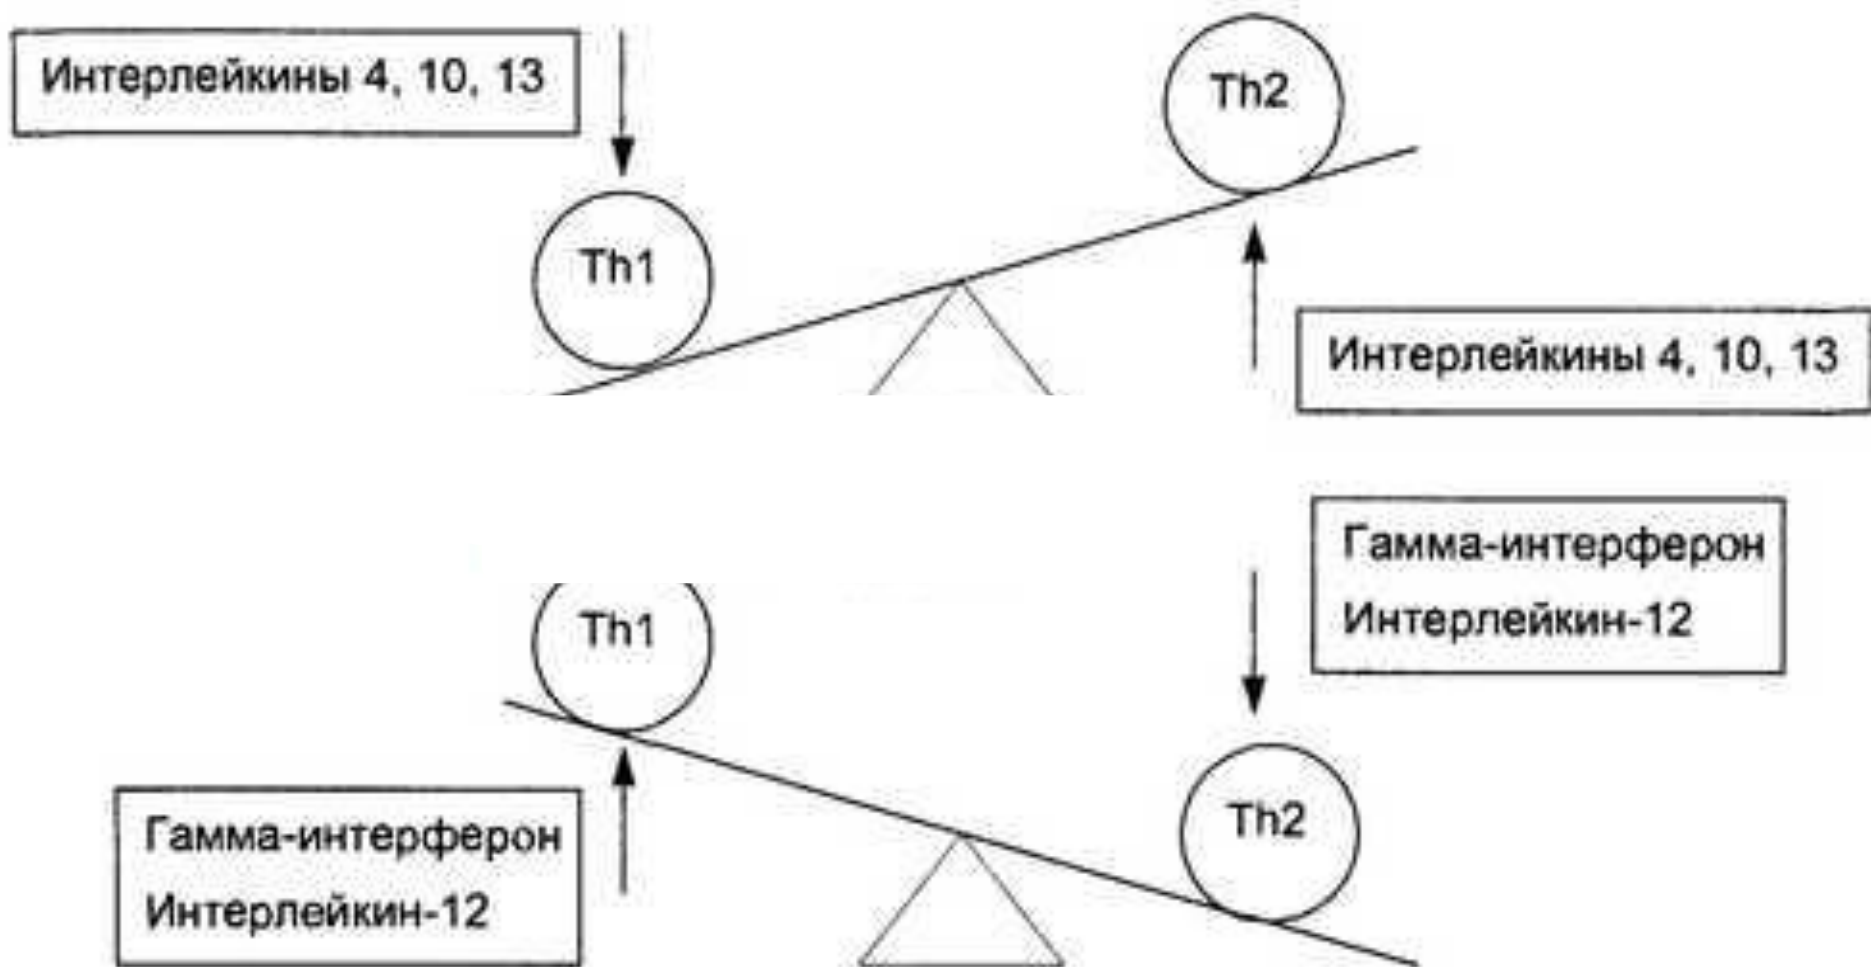 Интерлейкины 4, 10, 13
Th2
Th1
Интерлейкины 4, 10, 13
Гамма-интерферон
Интерлейкин-12
Th1
Th2
Гамма-интерферон
Интерлейкин-12